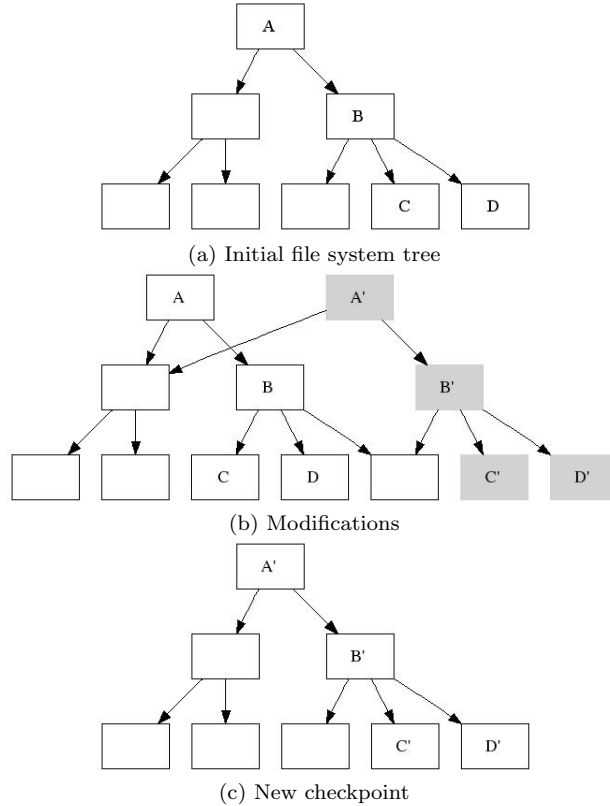 A
B
C D
(a) Initial file system tree
A A'
B B'
C D C' D'
(b) Modifications
A'
B'
C' D'
(c) New checkpoint